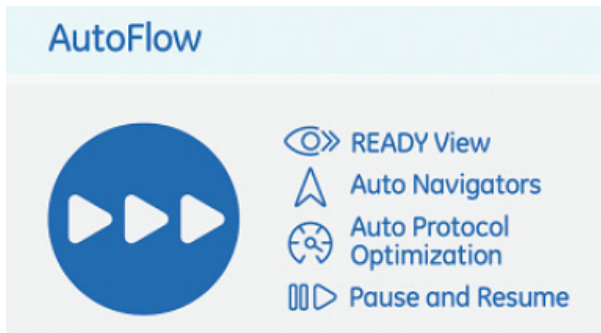 AutoFlow
READY View
Auto Navigators
Auto Protocol
Optimization
Pause and Resume